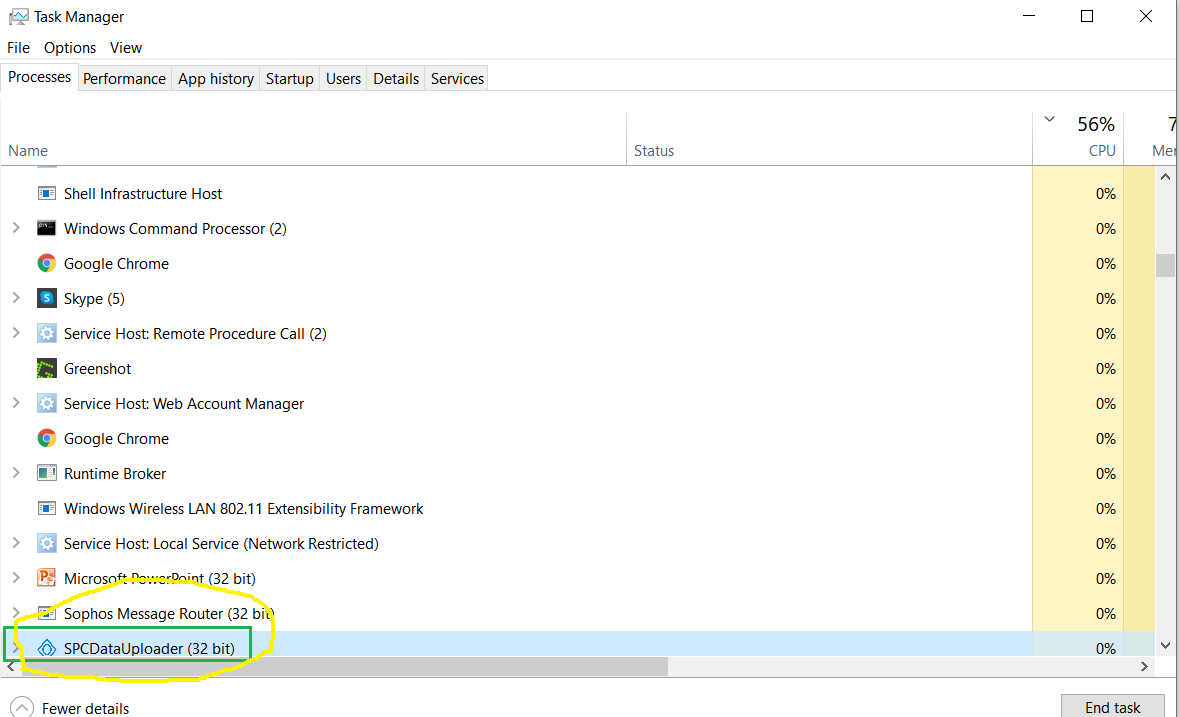 Task Manager
File Options View
Processes Performance App history Startup Users Details Services
56% 7
Name Status CPU Mer
Shell Infrastructure Host 0%
Windows Command Processor (2) 0%
Google Chrome 0%
Skype (5) 0%
Service Host: Remote Procedure Call (2) 0%
Greenshot 0%
Service Host: Web Account Manager 0%
Google Chrome 0%
Runtime Broker 0%
Windows Wireless LAN 802.11 Extensibility Framework 0%
Service Host: Local Service (Network Restricted) 0%
Microsoft PowerPoint (32 bit) 0%
Sophos Message Router (32 bit) 0%
SPCDataUploader (32 bit) 0%
Fewer details End task